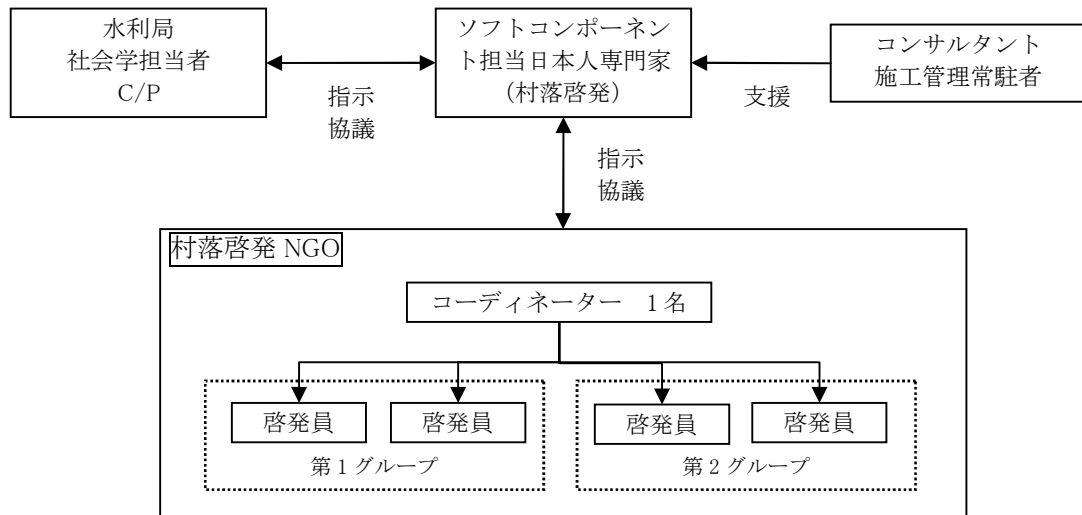 水利局
社会学担当者
C/P
指示
協議
ソフトコンポーネン
ト担当日本人専門家
(村落啓発)
支援
コンサルタント
施工管理常駐者
指示
協議
村落啓発 NGO
コーディネーター　1 名
啓発員
啓発員
第 1 グループ
啓発員
啓発員
第 2 グループ